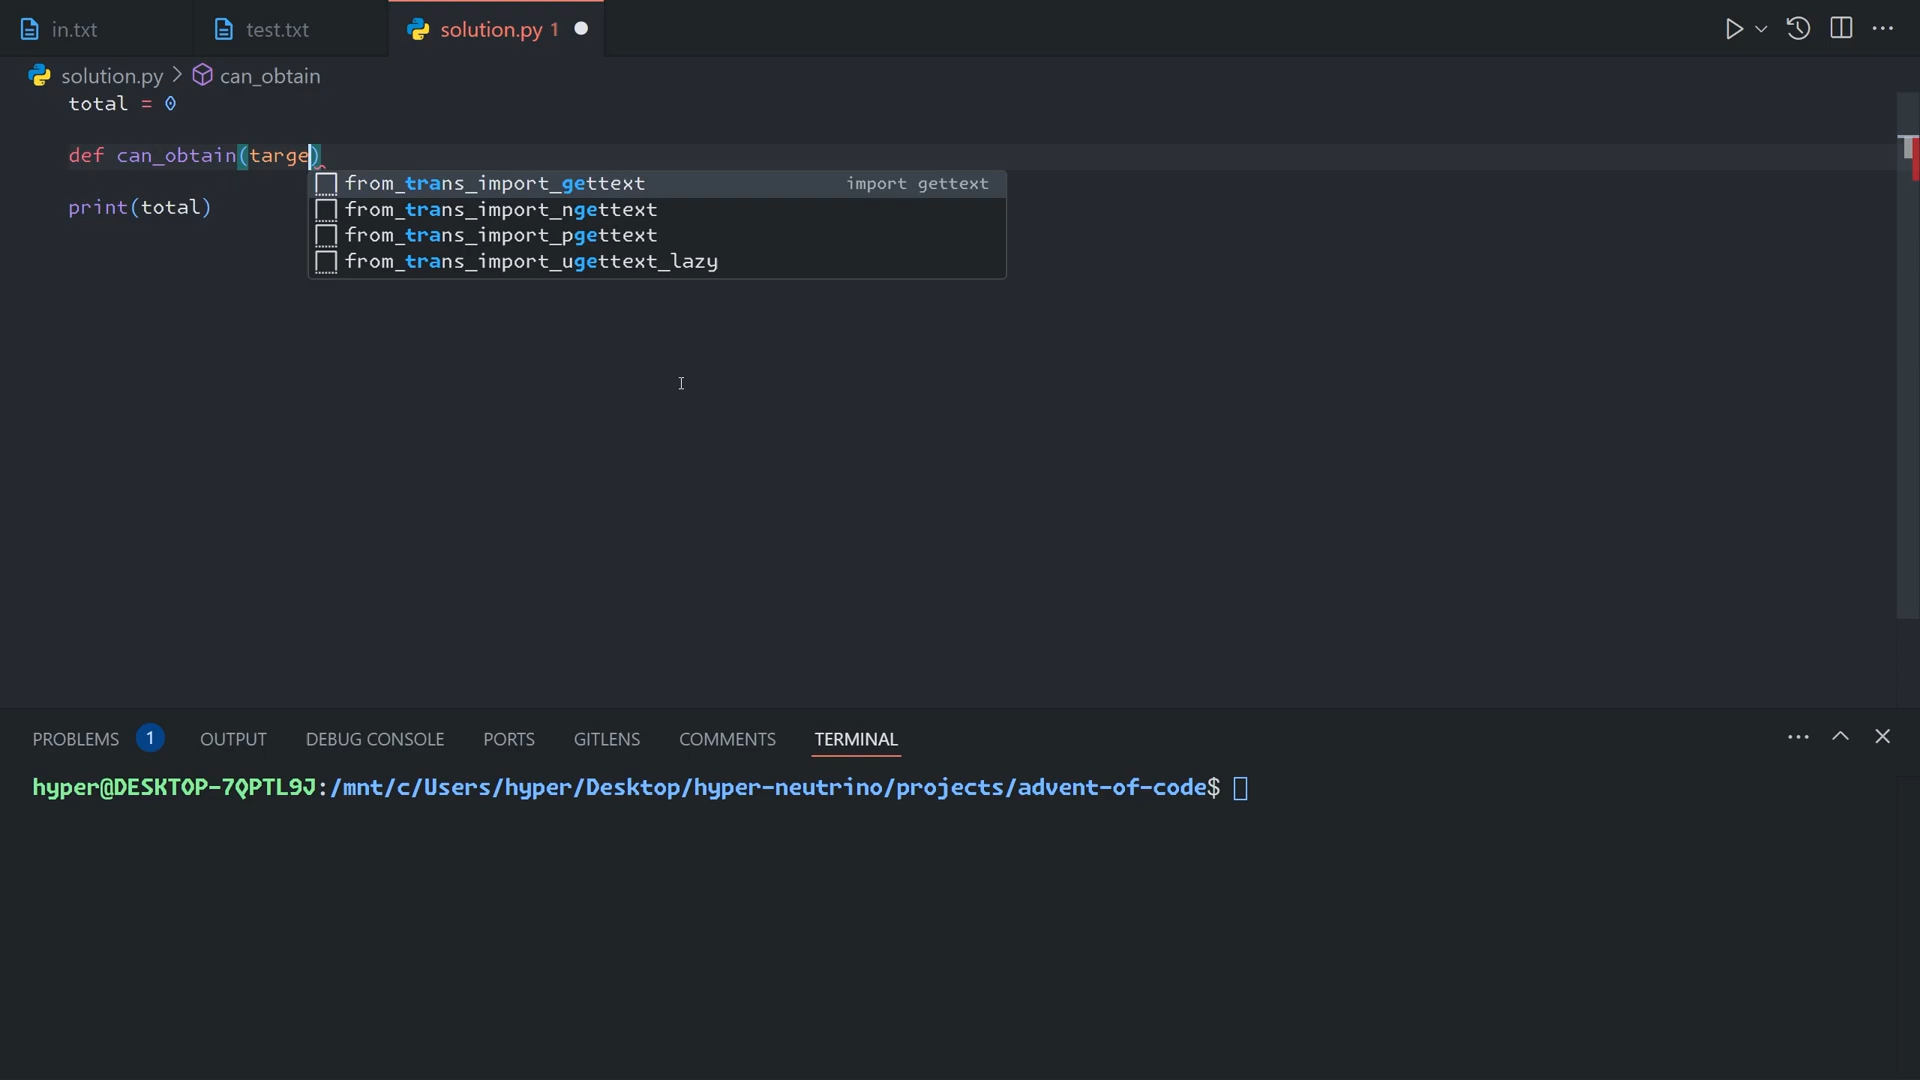 in.txt test.txt solution.py 1
solution.py > can_obtain
total = 0
def can_obtain(targe)
from_trans_import_gettext import gettext
from_trans_import_ngettext
from_trans_import_pgettext
from_trans_import_ugettext_lazy
print(total)
PROBLEMS 1 OUTPUT DEBUG CONSOLE PORTS GITLENS COMMENTS TERMINAL
hyper@DESKTOP-7QPTL9J:/mnt/c/Users/hyper/Desktop/hyper-neutrino/projects/advent-of-code$